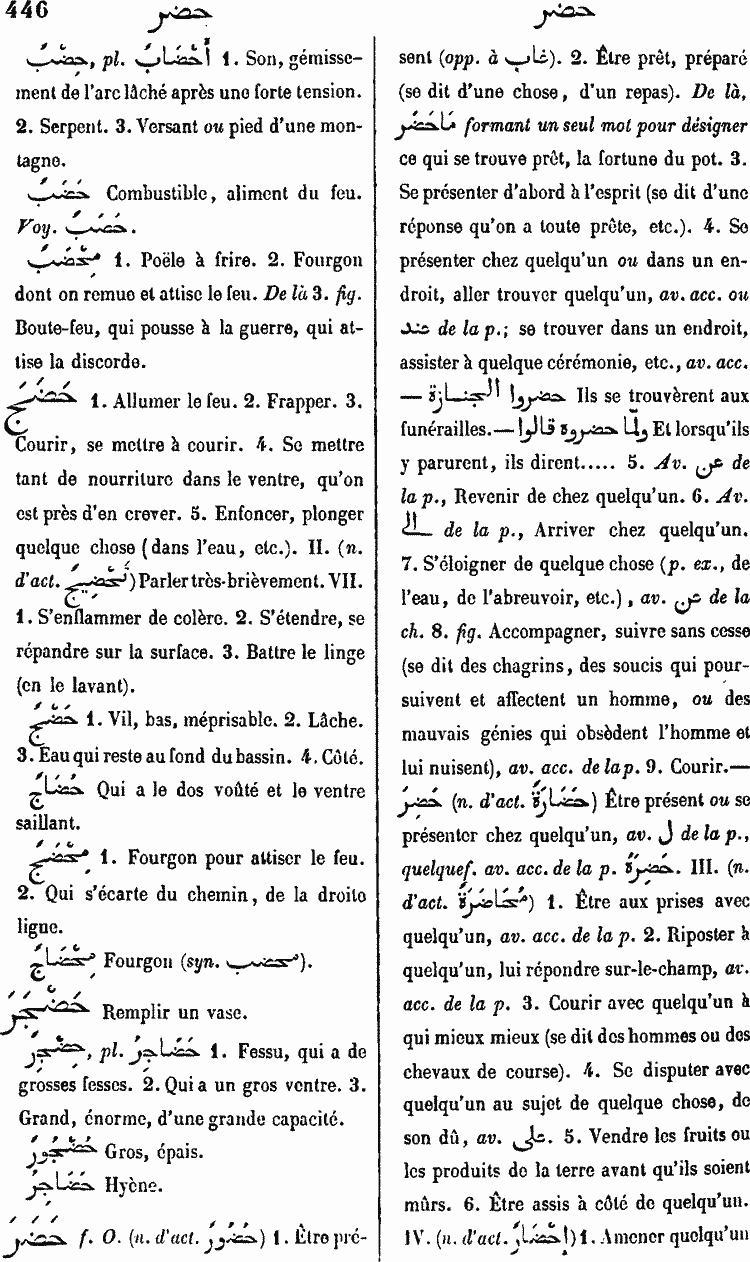 446
حضر
حضر
حِضْبٌ, pl. أَحْضَابٌ 1. Son, gémisse-
ment de l'arc lâché après une forte tension.
2. Serpent. 3. Versant ou pied d'une mon-
tagne.
حَضَبٌ Combustible, aliment du feu.
Voy. حَصَبٌ.
مِحْضَبٌ 1. Poêle à frire. 2. Fourgon
dont on remue et attise le feu. De là 3. fig.
Boute-feu, qui pousse à la guerre, qui at-
tise la discorde.
حَضَجَ 1. Allumer le feu. 2. Frapper. 3.
Courir, se mettre à courir. 4. Se mettre
tant de nourriture dans le ventre, qu'on
est près d'en crever. 5. Enfoncer, plonger
quelque chose (dans l'eau, etc.). II. (n.
d'act. تَحْضِيجٌ) Parler très-brièvement. VII.
1. S'enflammer de colère. 2. S'étendre, se
répandre sur la surface. 3. Battre le linge
(en le lavant).
حَضْجٌ 1. Vil, bas, méprisable. 2. Lâche.
3. Eau qui reste au fond du bassin. 4. Côté.
حَضَاجٌ Qui a le dos voûté et le ventre
saillant.
مِحْضَجٌ 1. Fourgon pour attiser le feu.
2. Qui s'écarte du chemin, de la droite
ligne.
مِحْضَاجٌ Fourgon (syn. محضب).
حَضْجَرَ Remplir un vase.
حِضَجْرٌ, pl. حَضَاجِرُ 1. Fessu, qui a de
grosses fesses. 2. Qui a un gros ventre. 3.
Grand, énorme, d'une grande capacité.
حَضْجُورٌ Gros, épais.
حَضَاجِرُ Hyène.
حَضَرَ f. O. (n. d'act. حُضُورٌ) 1. Être pré-
sent (opp. à غاب). 2. Être prêt, préparé
(se dit d'une chose, d'un repas). De là,
مَاحَضَر formant un seul mot pour désigner
ce qui se trouve prêt, la fortune du pot. 3.
Se présenter d'abord à l'esprit (se dit d'une
réponse qu'on a toute prête, etc.). 4. Se
présenter chez quelqu'un ou dans un en-
droit, aller trouver quelqu'un, av. acc. ou
عند de la p.; se trouver dans un endroit,
assister à quelque cérémonie, etc., av. acc.
— حضروا الجنازة Ils se trouvèrent aux
funérailles. — ولمّا حضروه قالوا Et lorsqu'ils
y parurent, ils dirent..... 5. Av. عن de
la p., Revenir de chez quelqu'un. 6. Av.
الى de la p., Arriver chez quelqu'un.
7. S'éloigner de quelque chose (p. ex., de
l'eau, de l'abreuvoir, etc.), av. عن de la
ch. 8. fig. Accompagner, suivre sans cesse
(se dit des chagrins, des soucis qui pour-
suivent et affectent un homme, ou des
mauvais génies qui obsèdent l'homme et
lui nuisent), av. acc. de la p. 9. Courir. —
حَضُرَ (n. d'act. حَضَارَةٌ) Être présent ou se
présenter chez quelqu'un, av. ل de la p.,
quelquef. av. acc. de la p. حَضِرَهُ. III. (n.
d'act. مُحَاضَرَةٌ) 1. Être aux prises avec
quelqu'un, av. acc. de la p. 2. Riposter à
quelqu'un, lui répondre sur-le-champ, av.
acc. de la p. 3. Courir avec quelqu'un à
qui mieux mieux (se dit des hommes ou des
chevaux de course). 4. Se disputer avec
quelqu'un au sujet de quelque chose, de
son dû, av. على. 5. Vendre les fruits ou
les produits de la terre avant qu'ils soient
mûrs. 6. Être assis à côté de quelqu'un.
IV. (n. d'act. إِحْضَارٌ) 1. Amener quelqu'un